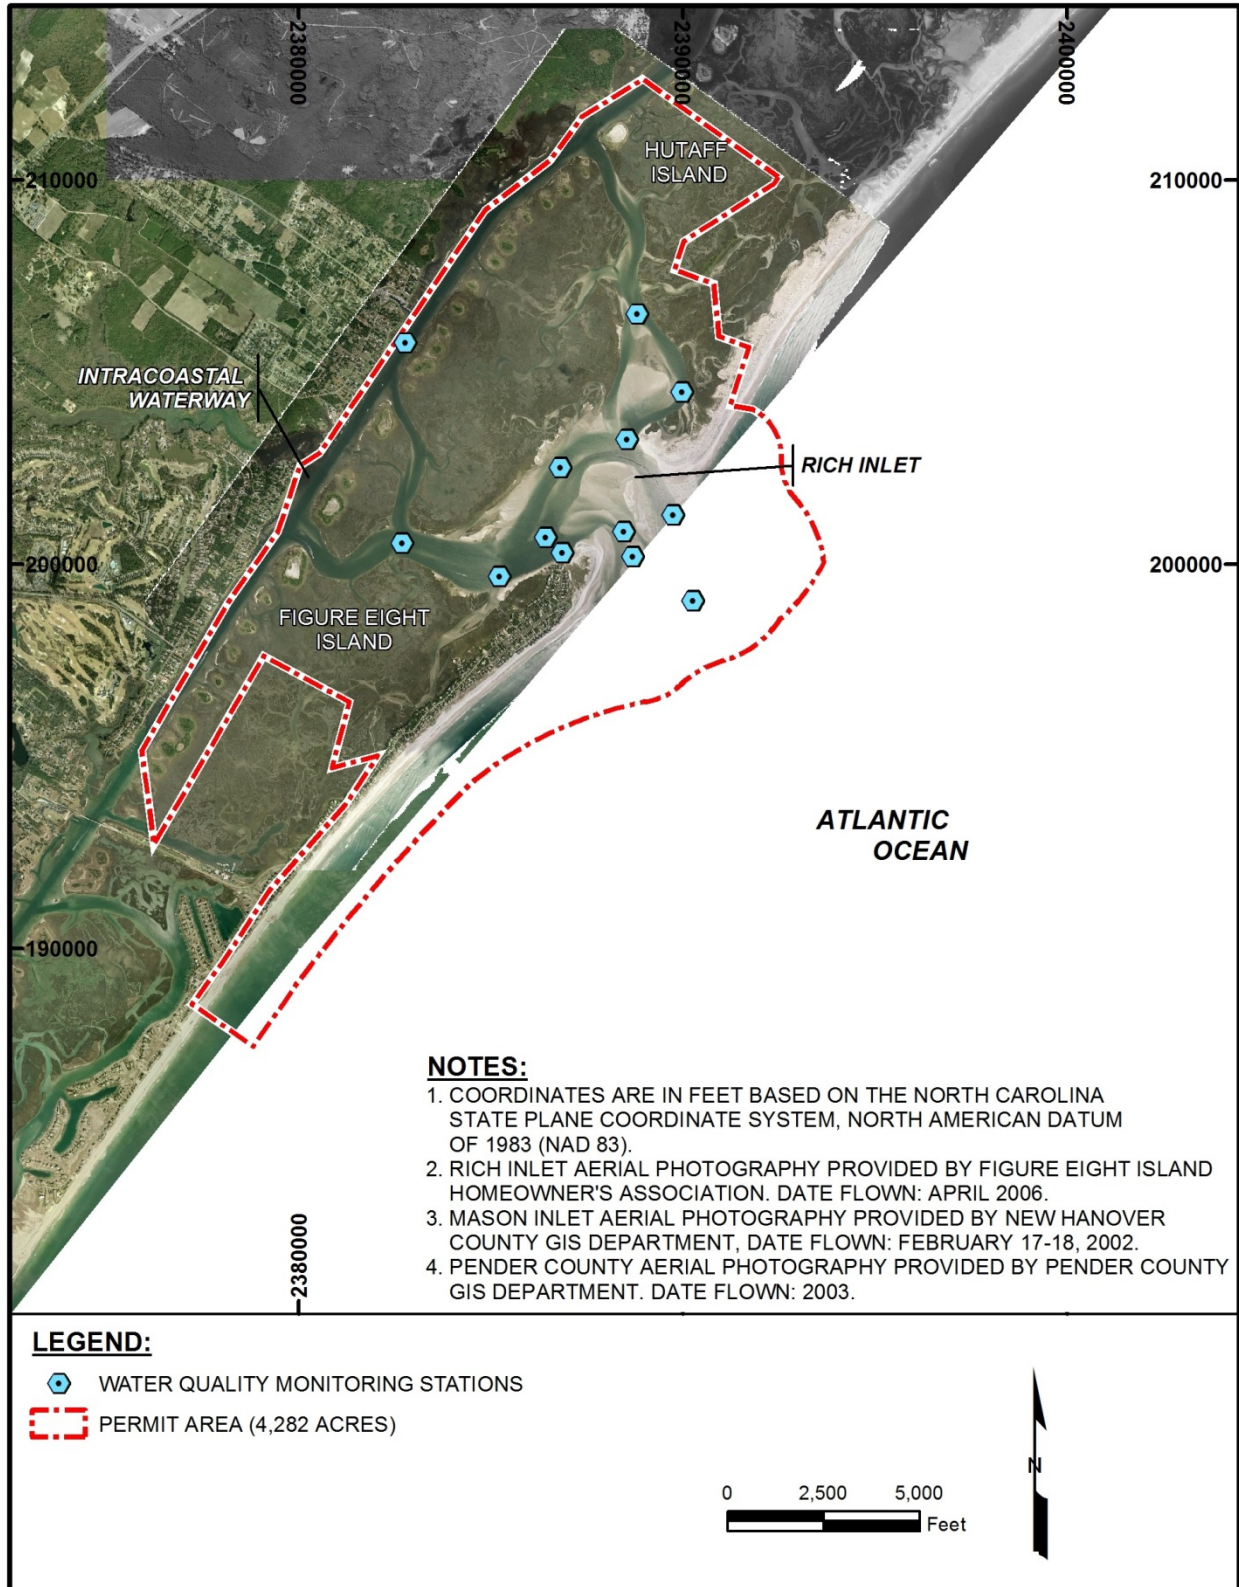 2380000
2390000
2400000
HUTAFF
ISLAND
210000
210000
INTRACOASTAL
WATERWAY
RICH INLET
200000
200000
FIGURE EIGHT
ISLAND
ATLANTIC
OCEAN
190000
2380000
NOTES:
1. COORDINATES ARE IN FEET BASED ON THE NORTH CAROLINA
STATE PLANE COORDINATE SYSTEM, NORTH AMERICAN DATUM
OF 1983 (NAD 83).
2. RICH INLET AERIAL PHOTOGRAPHY PROVIDED BY FIGURE EIGHT ISLAND
HOMEOWNER'S ASSOCIATION. DATE FLOWN: APRIL 2006.
3. MASON INLET AERIAL PHOTOGRAPHY PROVIDED BY NEW HANOVER
COUNTY GIS DEPARTMENT, DATE FLOWN: FEBRUARY 17-18, 2002.
4. PENDER COUNTY AERIAL PHOTOGRAPHY PROVIDED BY PENDER COUNTY
GIS DEPARTMENT. DATE FLOWN: 2003.
LEGEND:
WATER QUALITY MONITORING STATIONS
PERMIT AREA (4,282 ACRES)
0 2,500 5,000
Feet
N